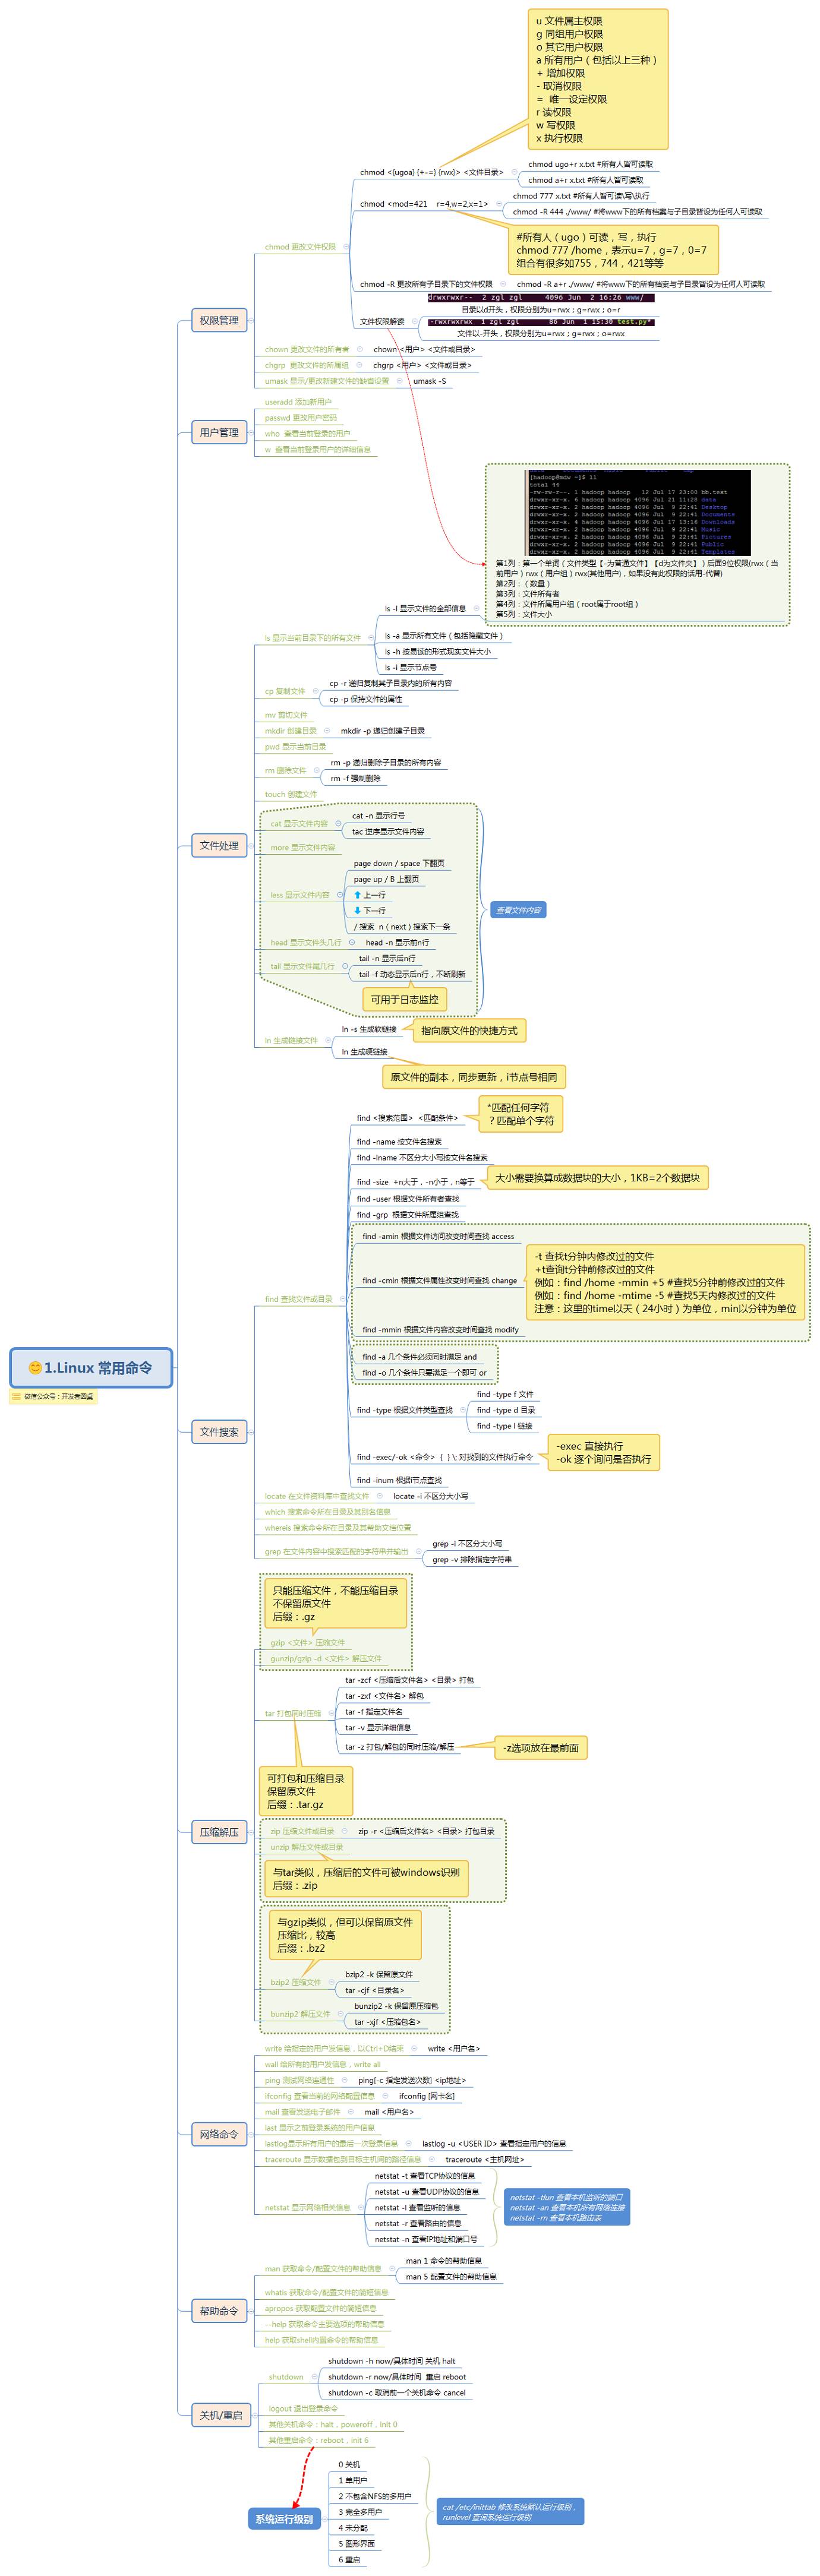 u 文件属主权限
g 同组用户权限
o 其它用户权限
a 所有用户（包括以上三种）
+ 增加权限
- 取消权限
= 唯一设定权限
r 读权限
w 写权限
x 执行权限
chmod <{ugoa} {+-=} {rwx}> <文件目录>
chmod ugo+r x.txt #所有人皆可读取
chmod a+r x.txt #所有人皆可读取
chmod <mod=421 r=4,w=2,x=1>
chmod 777 x.txt #所有人皆可读\写\执行
chmod -R 444 ./www/ #将www下的所有档案与子目录皆设为任何人可读取
#所有人（ugo）可读，写，执行
chmod 777 /home，表示u=7，g=7，0=7
组合有很多如755，744，421等等
chmod 更改文件权限
chmod -R 更改所有子目录下的文件权限
chmod -R a+r ./www/ #将www下的所有档案与子目录皆设为任何人可读取
drwxrwxr-- 2 zgl zgl 4096 Jun 2 16:26 www/
目录以d开头，权限分别为u=rwx；g=rwx；o=r
文件权限解读
-rwxrwxrwx 1 zgl zgl 86 Jun 1 15:30 test.py*
文件以-开头，权限分别为u=rwx；g=rwx；o=rwx
权限管理
chown 更改文件的所有者
chown <用户> <文件或目录>
chgrp 更改文件的所属组
chgrp <用户> <文件或目录>
umask 显示/更改新建文件的缺省设置
umask -S
useradd 添加新用户
passwd 更改用户密码
用户管理
who 查看当前登录的用户
w 查看当前登录用户的详细信息
[hadoop@mdw ~]$ ll
total 44
-rw-rw-r--. 1 hadoop hadoop 12 Jul 17 23:00 bb.text
drwxr-xr-x. 4 hadoop hadoop 4096 Jul 21 11:28 data
drwxr-xr-x. 2 hadoop hadoop 4096 Jul 9 22:41 Desktop
drwxr-xr-x. 2 hadoop hadoop 4096 Jul 9 22:41 Documents
drwxr-xr-x. 2 hadoop hadoop 4096 Jul 17 13:16 Downloads
drwxr-xr-x. 2 hadoop hadoop 4096 Jul 9 22:41 Music
drwxr-xr-x. 2 hadoop hadoop 4096 Jul 9 22:41 Pictures
drwxr-xr-x. 2 hadoop hadoop 4096 Jul 9 22:41 Public
drwxr-xr-x. 2 hadoop hadoop 4096 Jul 9 22:41 Templates
第1列：第一个单词（文件类型【-为普通文件】【d为文件夹】）后面9位权限(rwx（当
前用户）rwx（用户组）rwx(其他用户)，如果没有此权限的话用-代替)
第2列：（数量）
第3列：文件所有者
第4列：文件所属用户组（root属于root组）
第5列：文件大小
ls 显示当前目录下的所有文件
ls -l 显示文件的全部信息
ls -a 显示所有文件（包括隐藏文件）
ls -h 按易读的形式现实文件大小
ls -i 显示节点号
cp 复制文件
cp -r 递归复制其子目录内的所有内容
cp -p 保持文件的属性
mv 剪切文件
mkdir 创建目录
mkdir -p 递归创建子目录
pwd 显示当前目录
rm 删除文件
rm -p 递归删除子目录的所有内容
rm -f 强制删除
touch 创建文件
文件处理
cat 显示文件内容
cat -n 显示行号
tac 逆序显示文件内容
more 显示文件内容
less 显示文件内容
page down / space 下翻页
page up / B 上翻页
上一行
下一行
/ 搜索 n（next）搜索下一条
查看文件内容
head 显示文件头几行
head -n 显示前n行
tail 显示文件尾几行
tail -n 显示后n行
tail -f 动态显示后n行，不断刷新
可用于日志监控
ln 生成链接文件
ln -s 生成软链接
指向原文件的快捷方式
ln 生成硬链接
原文件的副本，同步更新，i节点号相同
find <搜索范围> <匹配条件>
*匹配任何字符
？匹配单个字符
find -name 按文件名搜索
find -iname 不区分大小写按文件名搜索
find -size +n大于，-n小于，n等于
大小需要换算成数据块的大小，1KB=2个数据块
find -user 根据文件所有者查找
find -grp 根据文件所属组查找
find -amin 根据文件访问改变时间查找 access
find 查找文件或目录
find -cmin 根据文件属性改变时间查找 change
-t 查找t分钟内修改过的文件
+t查询t分钟前修改过的文件
例如：find /home -mmin +5 #查找5分钟前修改过的文件
例如：find /home -mtime -5 #查找5天内修改过的文件
注意：这里的time以天（24小时）为单位，min以分钟为单位
find -mmin 根据文件内容改变时间查找 modify
find -a 几个条件必须同时满足 and
find -o 几个条件只要满足一个即可 or
1.Linux 常用命令
微信公众号：开发者圆桌
find -type 根据文件类型查找
find -type f 文件
find -type d 目录
find -type l 链接
文件搜索
find -exec/-ok <命令> { } \; 对找到的文件执行命令
-exec 直接执行
-ok 逐个询问是否执行
find -inum 根据i节点查找
locate 在文件资料库中查找文件
locate -i 不区分大小写
which 搜索命令所在目录及其别名信息
whereis 搜索命令所在目录及其帮助文档位置
grep 在文件内容中搜索匹配的字符串并输出
grep -i 不区分大小写
grep -v 排除指定字符串
只能压缩文件，不能压缩目录
不保留原文件
后缀：.gz
gzip <文件> 压缩文件
gunzip/gzip -d <文件> 解压文件
tar 打包同时压缩
tar -zcf <压缩后文件名> <目录> 打包
tar -zxf <文件名> 解包
tar -f 指定文件名
tar -v 显示详细信息
tar -z 打包/解包的同时压缩/解压
-z选项放在最前面
可打包和压缩目录
保留原文件
后缀：.tar.gz
压缩解压
zip 压缩文件或目录
zip -r <压缩后文件名> <目录> 打包目录
unzip 解压文件或目录
与tar类似，压缩后的文件可被windows识别
后缀：.zip
与gzip类似，但可以保留原文件
压缩比，较高
后缀：.bz2
bzip2 压缩文件
bzip2 -k 保留原文件
tar -cjf <目录名>
bunzip2 解压文件
bunzip2 -k 保留原压缩包
tar -xjf <压缩包名>
write 给指定的用户发信息，以Ctrl+D结束
write <用户名>
wall 给所有的用户发信息，write all
ping 测试网络连通性
ping[-c 指定发送次数] <ip地址>
ifconfig 查看当前的网络配置信息
ifconfig [网卡名]
mail 查看发送电子邮件
mail <用户名>
网络命令
last 显示之前登录系统的用户信息
lastlog显示所有用户的最后一次登录信息
lastlog -u <USER ID> 查看指定用户的信息
traceroute 显示数据包到目标主机间的路径信息
traceroute <主机网址>
netstat 显示网络相关信息
netstat -t 查看TCP协议的信息
netstat -u 查看UDP协议的信息
netstat -l 查看监听的信息
netstat -r 查看路由的信息
netstat -n 查看IP地址和端口号
netstat -tlun 查看本机监听的端口
netstat -an 查看本机所有网络连接
netstat -rn 查看本机路由表
man 获取命令/配置文件的帮助信息
man 1 命令的帮助信息
man 5 配置文件的帮助信息
whatis 获取命令/配置文件的简短信息
帮助命令
apropos 获取配置文件的简短信息
--help 获取命令主要选项的帮助信息
help 获取shell内置命令的帮助信息
shutdown
shutdown -h now/具体时间 关机 halt
shutdown -r now/具体时间 重启 reboot
shutdown -c 取消前一个关机命令 cancel
关机/重启
logout 退出登录命令
其他关机命令：halt，poweroff，init 0
其他重启命令：reboot，init 6
系统运行级别
0 关机
1 单用户
2 不包含NFS的多用户
3 完全多用户
4 未分配
5 图形界面
6 重启
cat /etc/inittab 修改系统默认运行级别，
runlevel 查询系统运行级别